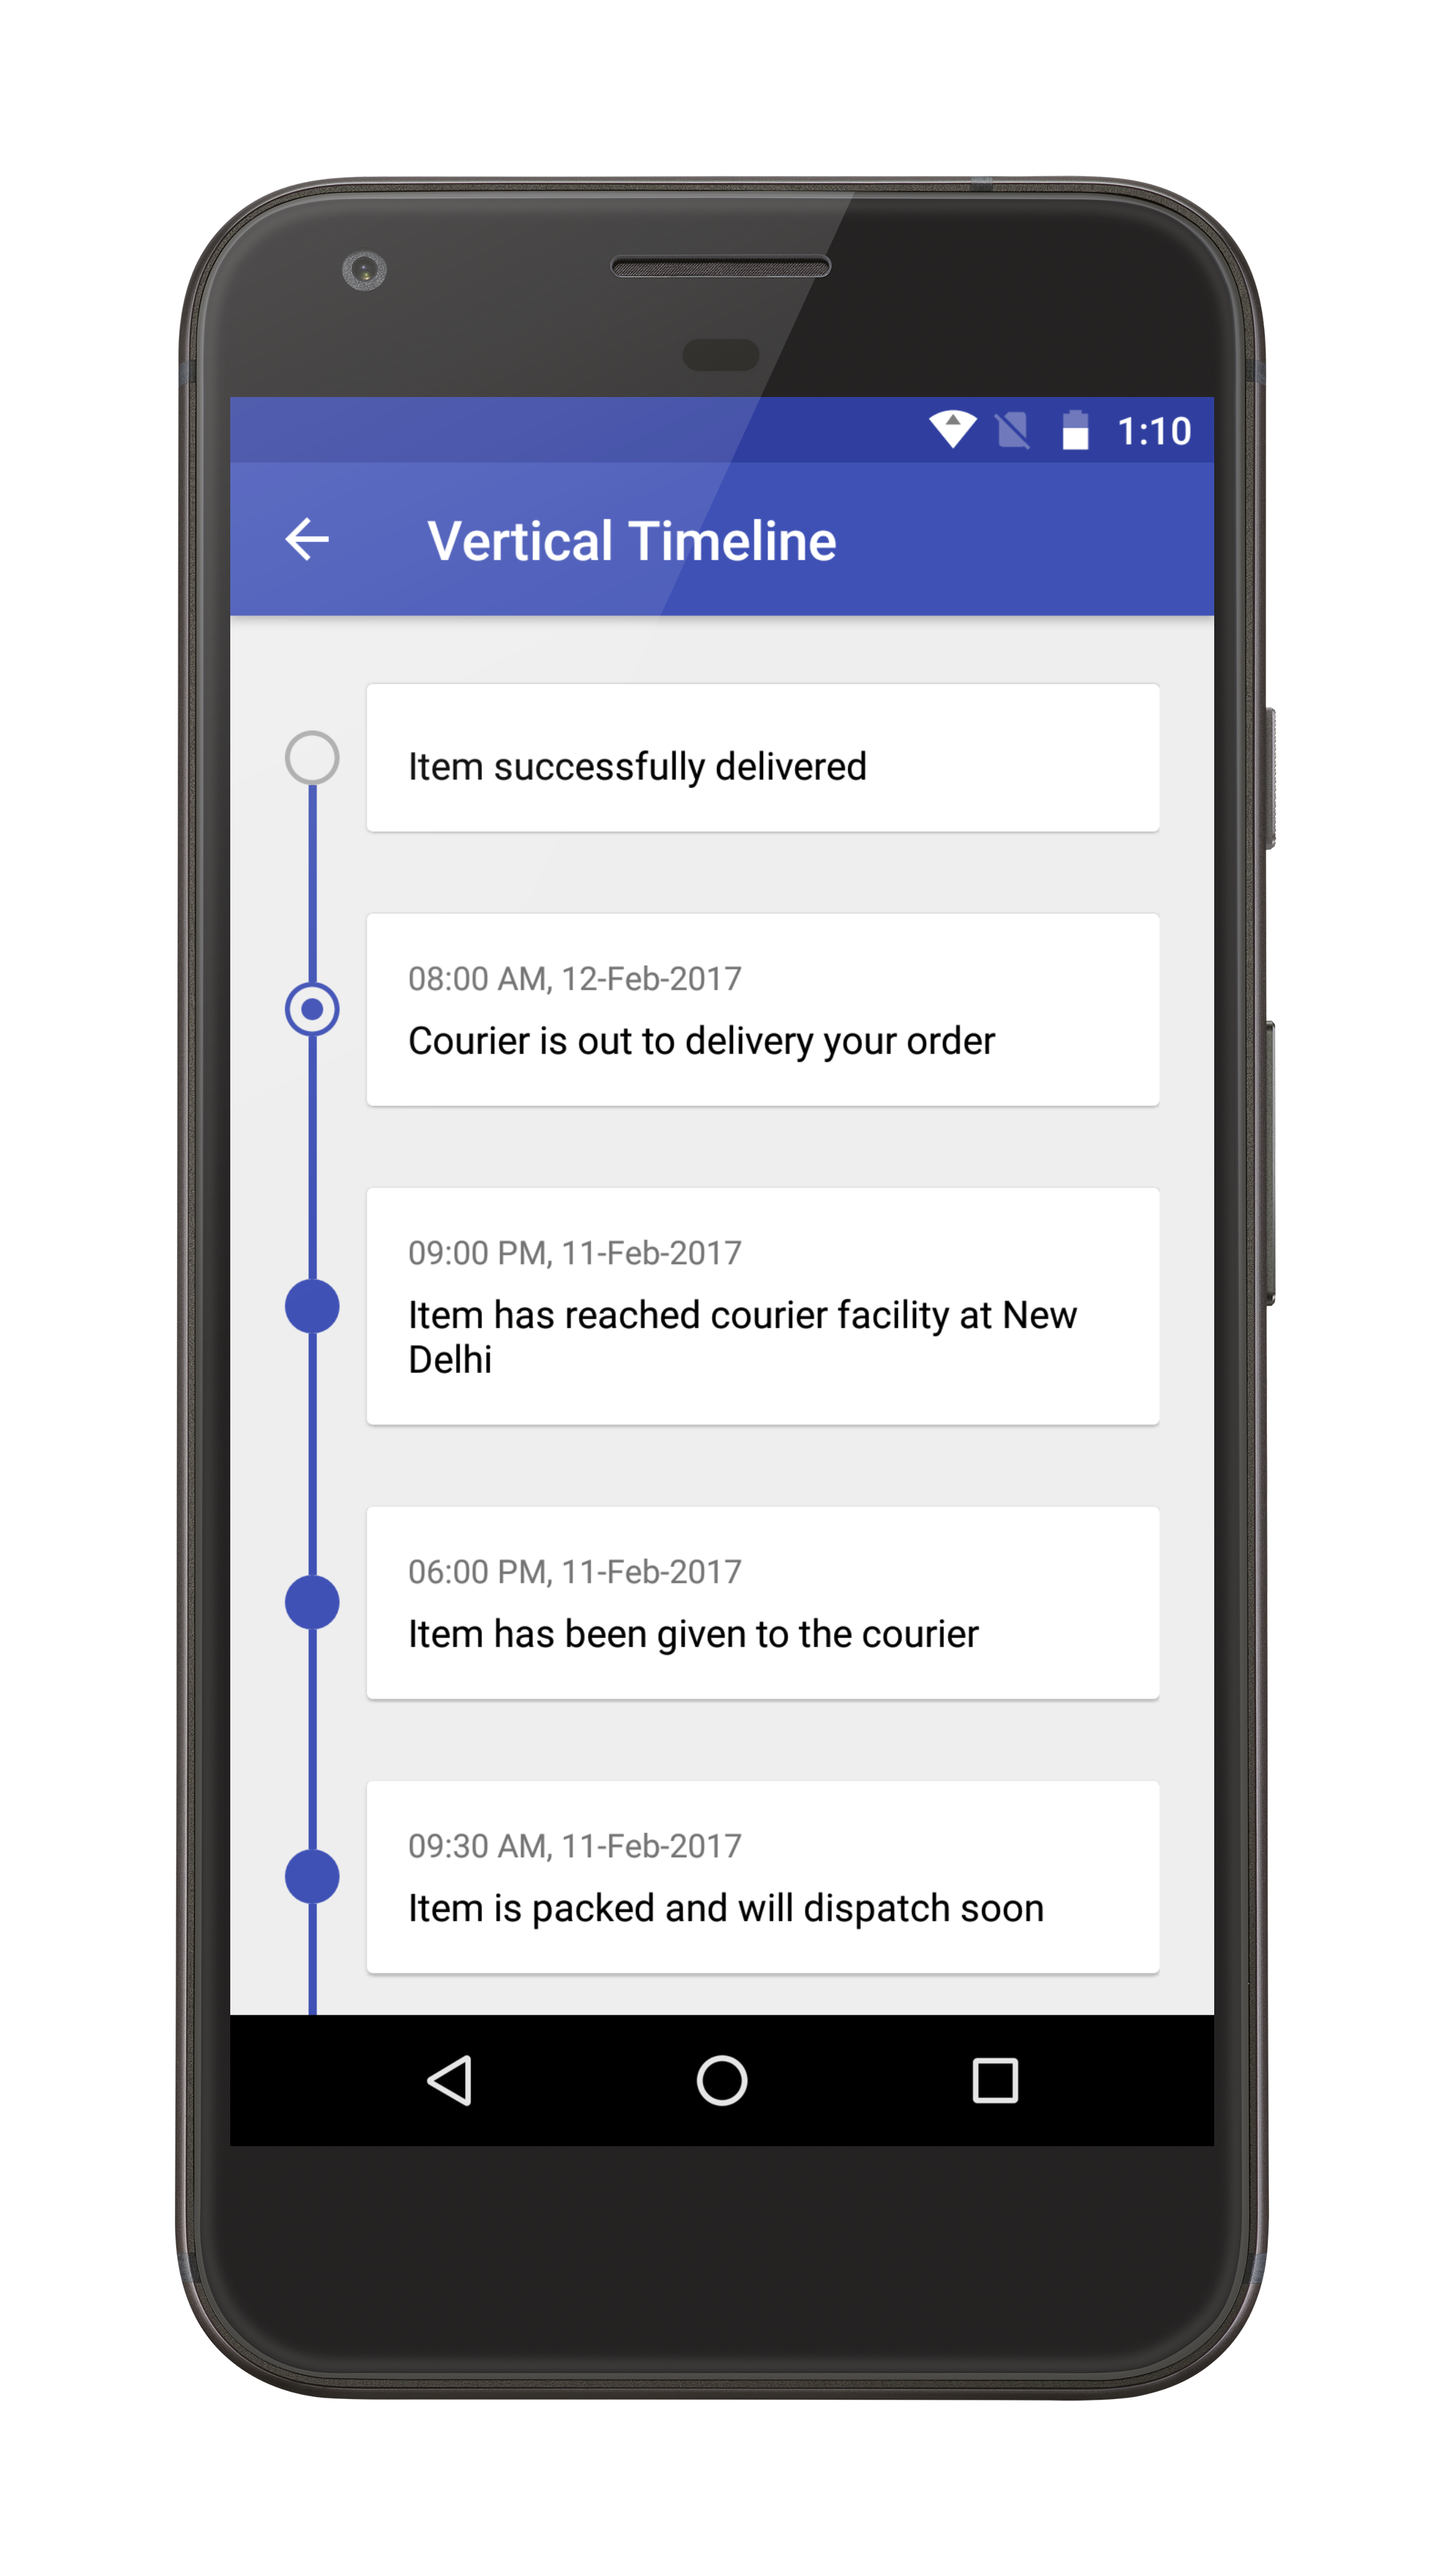 1:10
Vertical Timeline
Item successfully delivered
08:00 AM, 12-Feb-2017
Courier is out to delivery your order
09:00 PM, 11-Feb-2017
Item has reached courier facility at New
Delhi
06:00 PM, 11-Feb-2017
Item has been given to the courier
09:30 AM, 11-Feb-2017
Item is packed and will dispatch soon